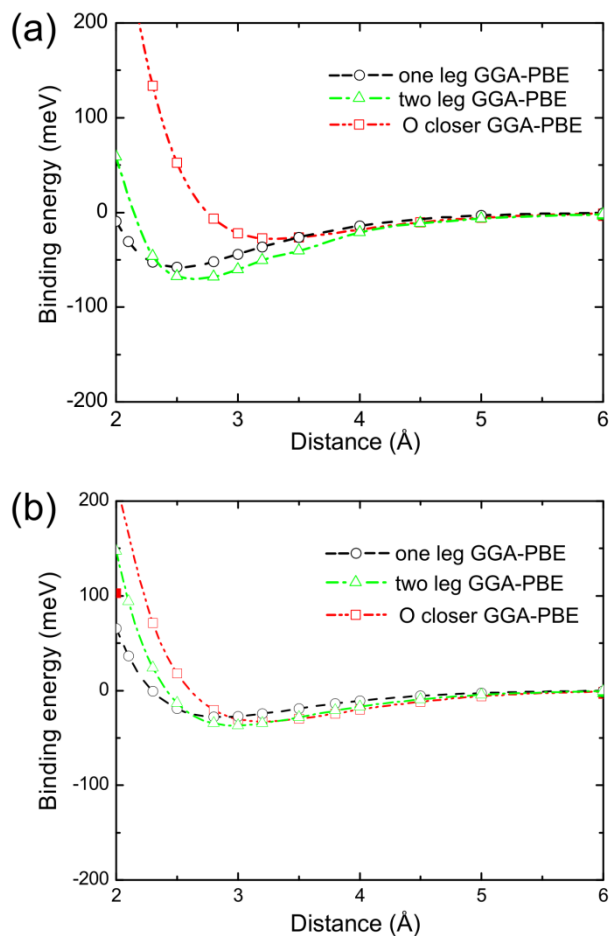 (a)
200
100
0
-100
-200
Binding energy (meV)
one leg GGA-PBE
two leg GGA-PBE
O closer GGA-PBE
2 3 4 5 6
Distance (Å)
(b)
200
100
0
-100
-200
Binding energy (meV)
one leg GGA-PBE
two leg GGA-PBE
O closer GGA-PBE
2 3 4 5 6
Distance (Å)